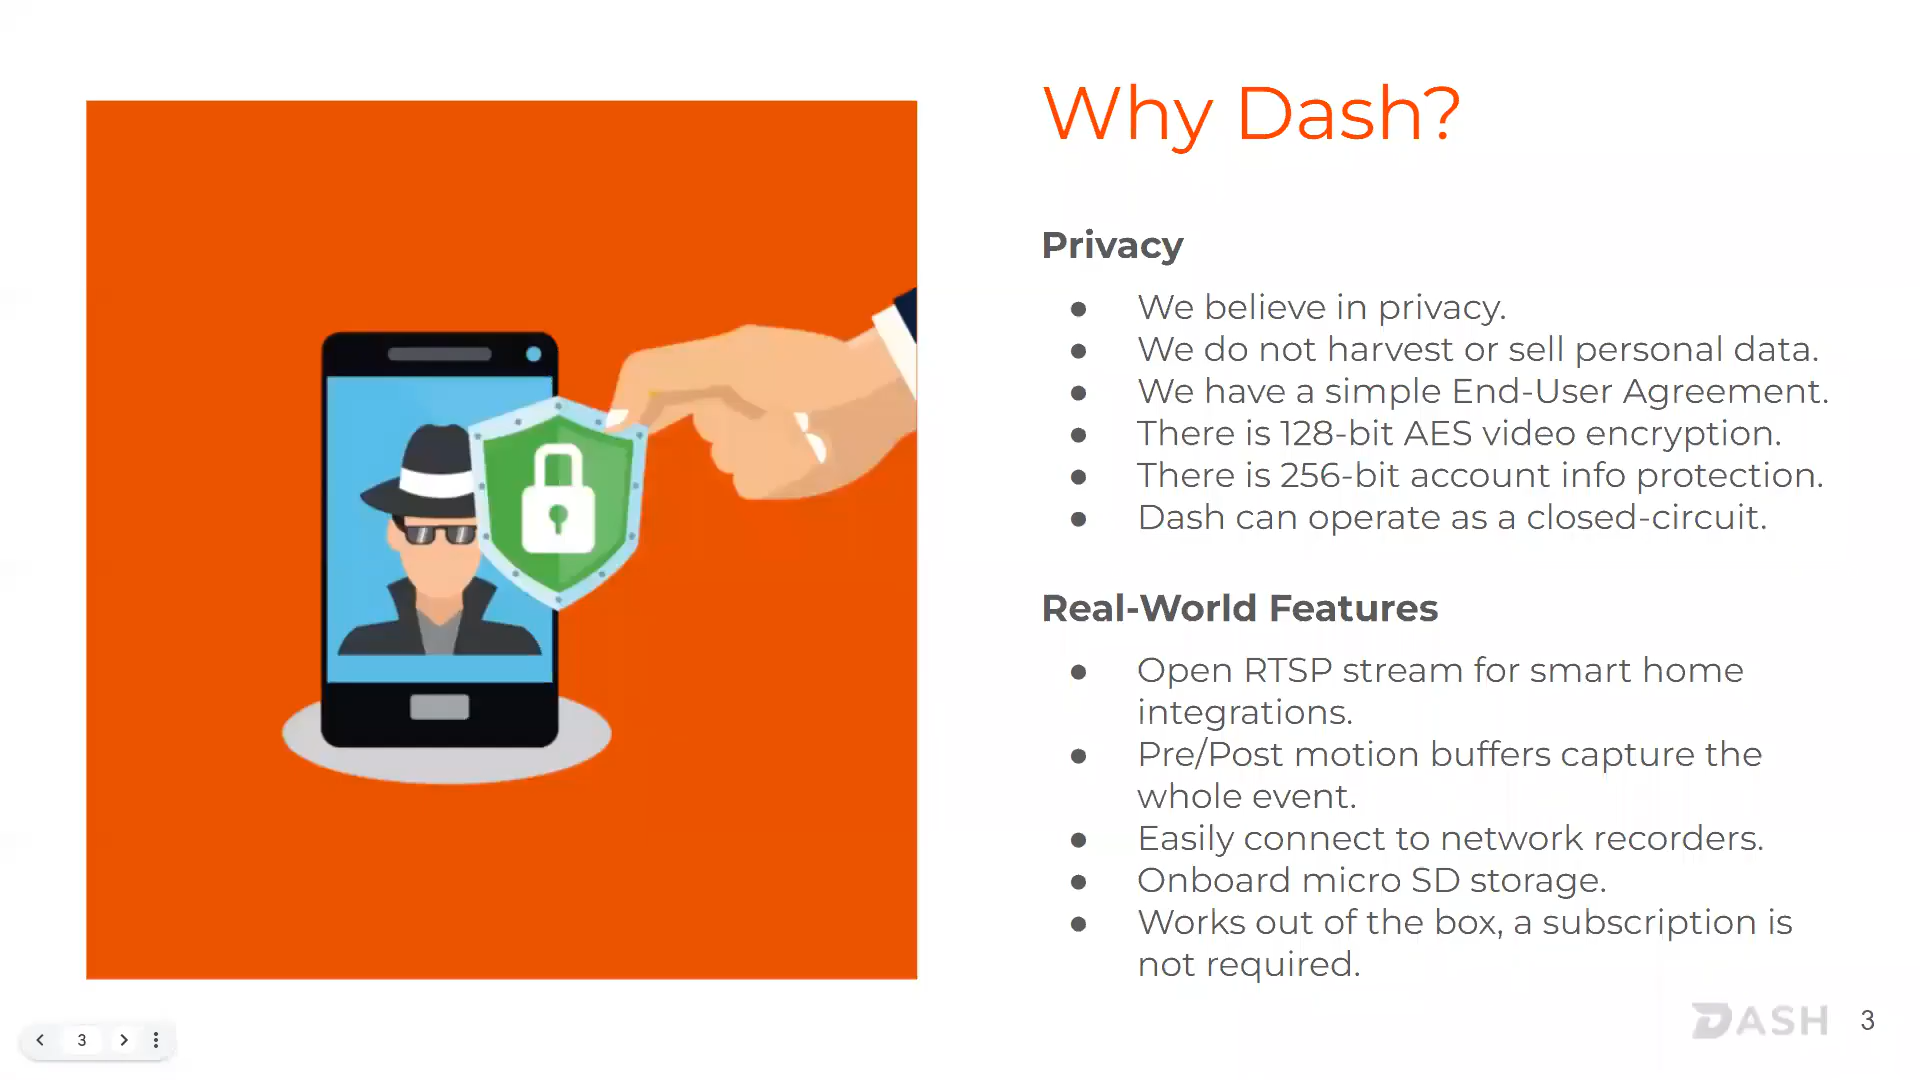 Why Dash?
Privacy
● We believe in privacy.
● We do not harvest or sell personal data.
● We have a simple End-User Agreement.
● There is 128-bit AES video encryption.
● There is 256-bit account info protection.
● Dash can operate as a closed-circuit.
Real-World Features
● Open RTSP stream for smart home
integrations.
● Pre/Post motion buffers capture the
whole event.
● Easily connect to network recorders.
● Onboard micro SD storage.
● Works out of the box, a subscription is
not required.
DASH 3
3